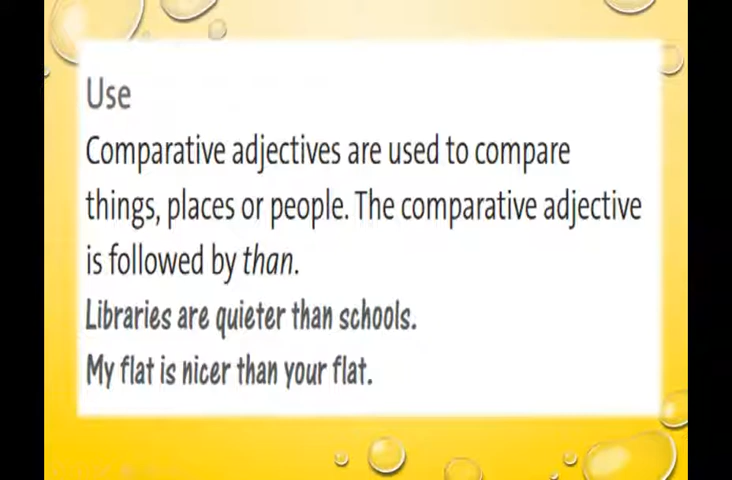 Use
Comparative adjectives are used to compare
things, places or people. The comparative adjective
is followed by than.
Libraries are quieter than schools.
My flat is nicer than your flat.